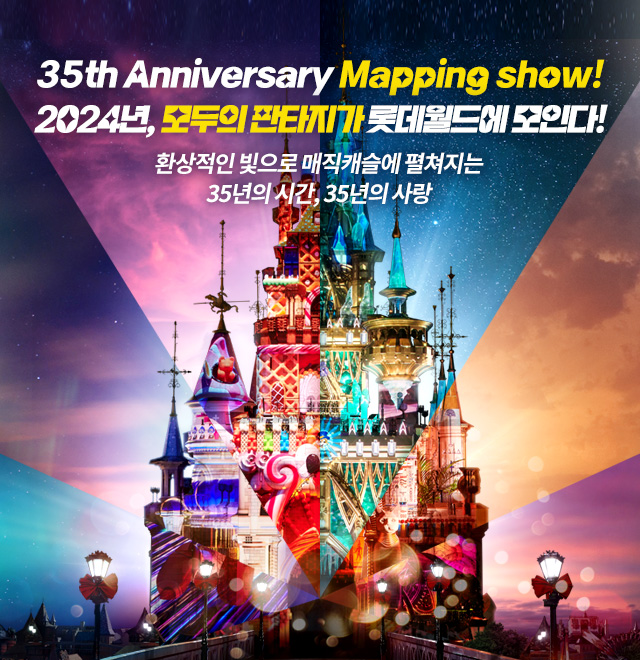 35th Anniversary Mapping show!
2024년, 모두의 판타지가 롯데월드에 모인다!
환상적인 빛으로 매직캐슬에 펼쳐지는
35년의 시간, 35년의 사랑